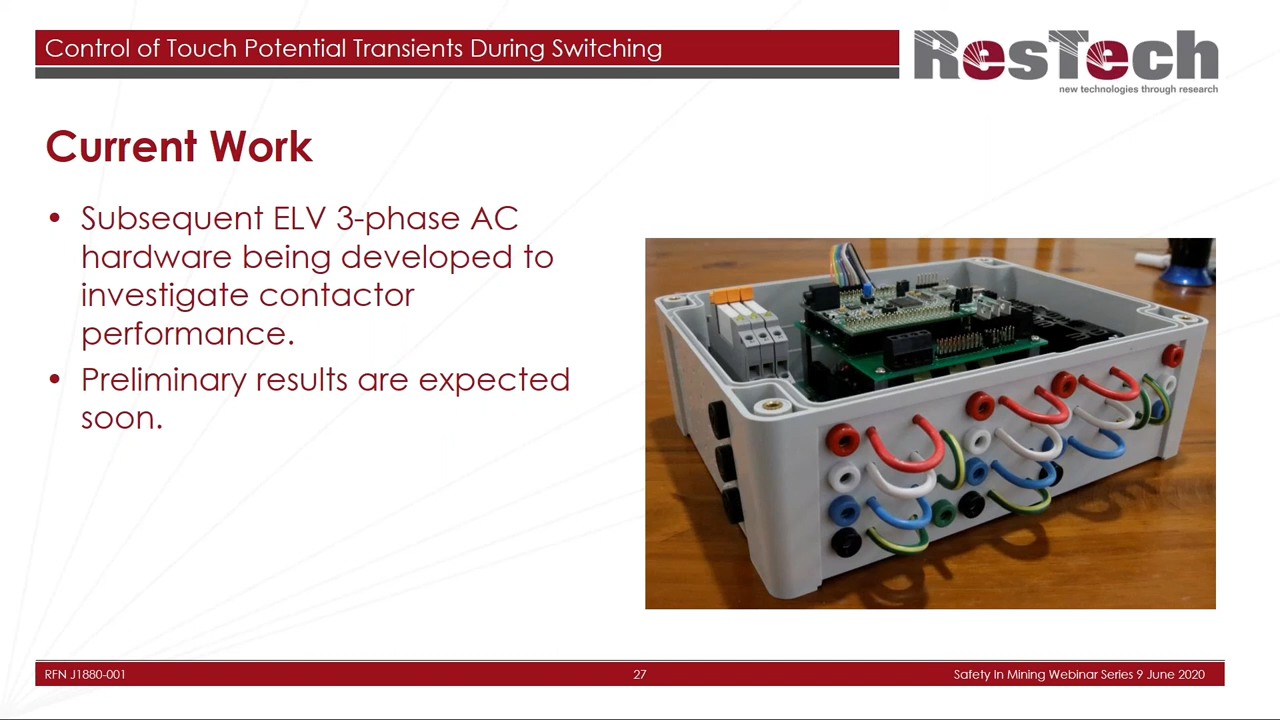 Control of Touch Potential Transients During Switching
ResTech
new technologies through research
Current Work
• Subsequent ELV 3-phase AC
hardware being developed to
investigate contactor
performance.
• Preliminary results are expected
soon.
RFN J1880-001
27
Safety In Mining Webinar Series 9 June 2020